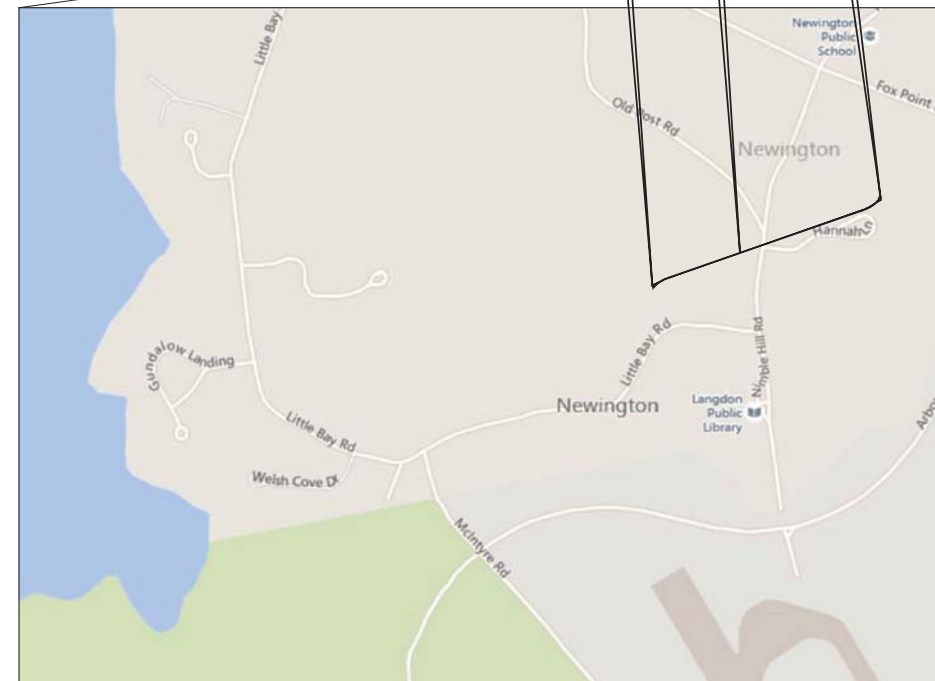 Little Bay
Newington
Public
School
Fox Point
Old Post Rd
Newington
Hannah Ln
Gundalow Landing
Little Bay Rd
Nimble Hill Rd
Newington
Langdon
Public
Library
Little Bay Rd
Welsh Cove Dr
McIntyre Rd